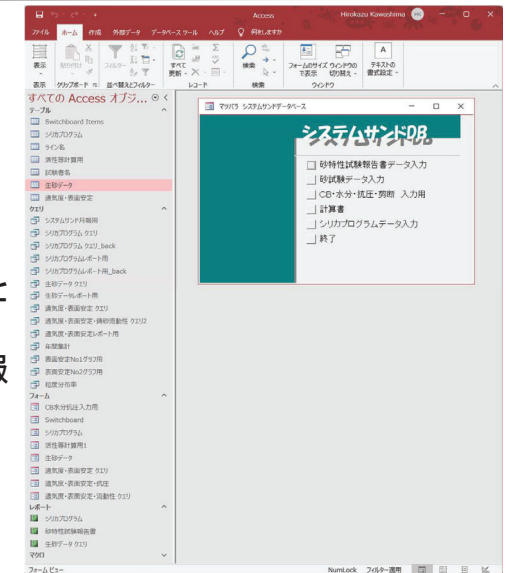 Access
Hirokazu Kawashima
HK
ファイル ホーム 作成 外部データ データベース ツール ヘルプ 何をしますか
表示
貼り付け
フィルター
すべて
更新
検索
フォームのサイズ ウィンドウの
で表示 切り替え
テキストの
書式設定
表示 クリップボード 並べ替えとフィルター レコード 検索 ウィンドウ
すべての Access オブジ...
テーブル
Switchboard Items
シリカプログラム
ライン名
活性等計算用
試験者名
生砂データ
通気度・表面安定
クエリ
システムサンド月報用
シリカプログラム クエリ
シリカプログラム クエリ_back
シリカプログラムレポート用
シリカプログラムレポート用_back
生砂データ クエリ
生砂データレポート用
通気度・表面安定 クエリ
通気度・表面安定・鋳砂流動性 クエリ2
通気度・表面安定レポート用
年間集計
表面安定No1グラフ用
表面安定No2グラフ用
粒度分布率
フォーム
CB水分抗圧入力用
Switchboard
シリカプログラム
活性等計算用1
生砂データ
通気度・表面安定 クエリ
通気度・表面安定・抗圧
通気度・表面安定・流動性 クエリ
レポート
シリカプログラム
砂特性試験報告書
生砂データ クエリ
マクロ
マツバラ システムサンドデータベース
システムサンドDB
砂特性試験報告書データ入力
砂試験データ入力
CB・水分・抗圧・剪断 入力用
計算書
シリカプログラムデータ入力
終了
と
報
フォーム ビュー
NumLock フィルター適用